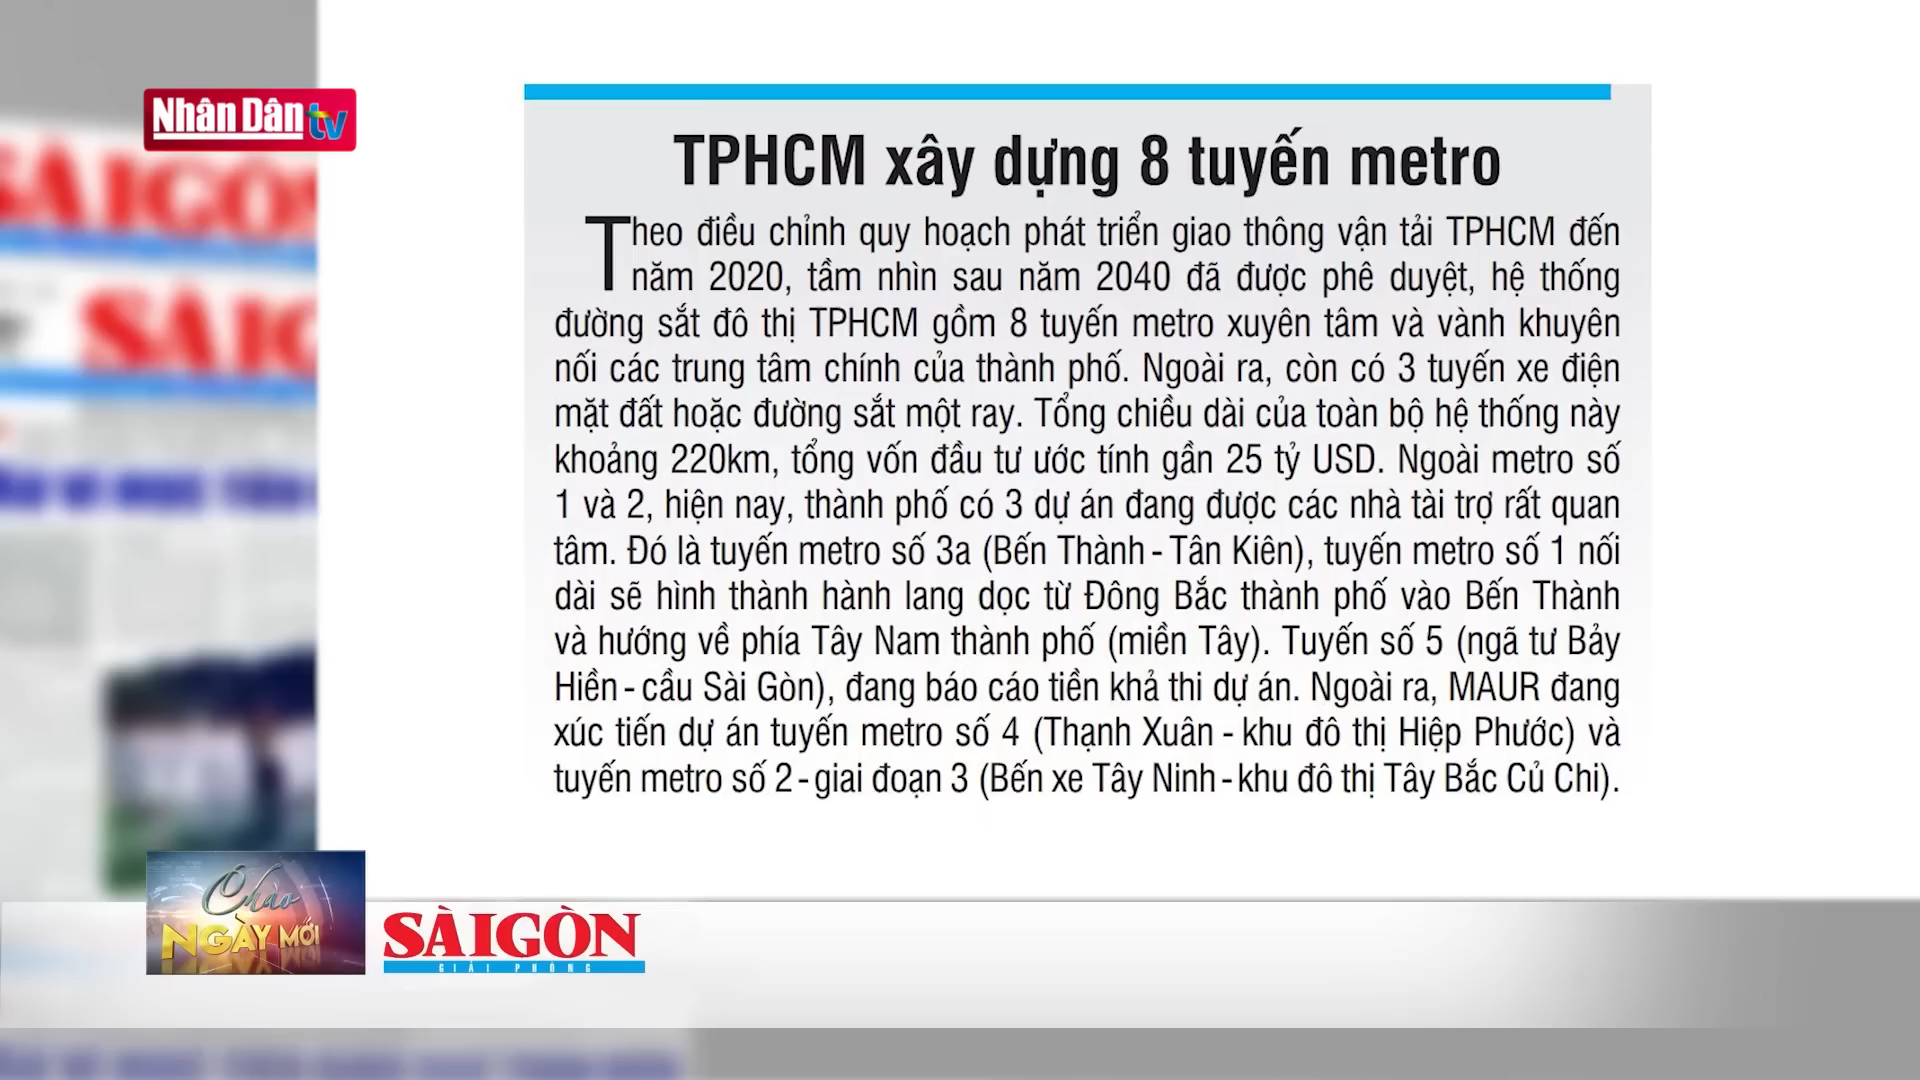 Nhân Dân tv
TPHCM xây dựng 8 tuyến metro
Theo điều chỉnh quy hoạch phát triển giao thông vận tải TPHCM đến
năm 2020, tầm nhìn sau năm 2040 đã được phê duyệt, hệ thống
đường sắt đô thị TPHCM gồm 8 tuyến metro xuyên tâm và vành khuyên
nối các trung tâm chính của thành phố. Ngoài ra, còn có 3 tuyến xe điện
mặt đất hoặc đường sắt một ray. Tổng chiều dài của toàn bộ hệ thống này
khoảng 220km, tổng vốn đầu tư ước tính gần 25 tỷ USD. Ngoài metro số
1 và 2, hiện nay, thành phố có 3 dự án đang được các nhà tài trợ rất quan
tâm. Đó là tuyến metro số 3a (Bến Thành - Tân Kiên), tuyến metro số 1 nối
dài sẽ hình thành hành lang dọc từ Đông Bắc thành phố vào Bến Thành
và hướng về phía Tây Nam thành phố (miền Tây). Tuyến số 5 (ngã tư Bảy
Hiền - cầu Sài Gòn), đang báo cáo tiền khả thi dự án. Ngoài ra, MAUR đang
xúc tiến dự án tuyến metro số 4 (Thạnh Xuân - khu đô thị Hiệp Phước) và
tuyến metro số 2 - giai đoạn 3 (Bến xe Tây Ninh - khu đô thị Tây Bắc Củ Chi).
Chào
NGÀY MỚI
SÀI GÒN
GIẢI PHÓNG
SÀIGÒN
SÀIG